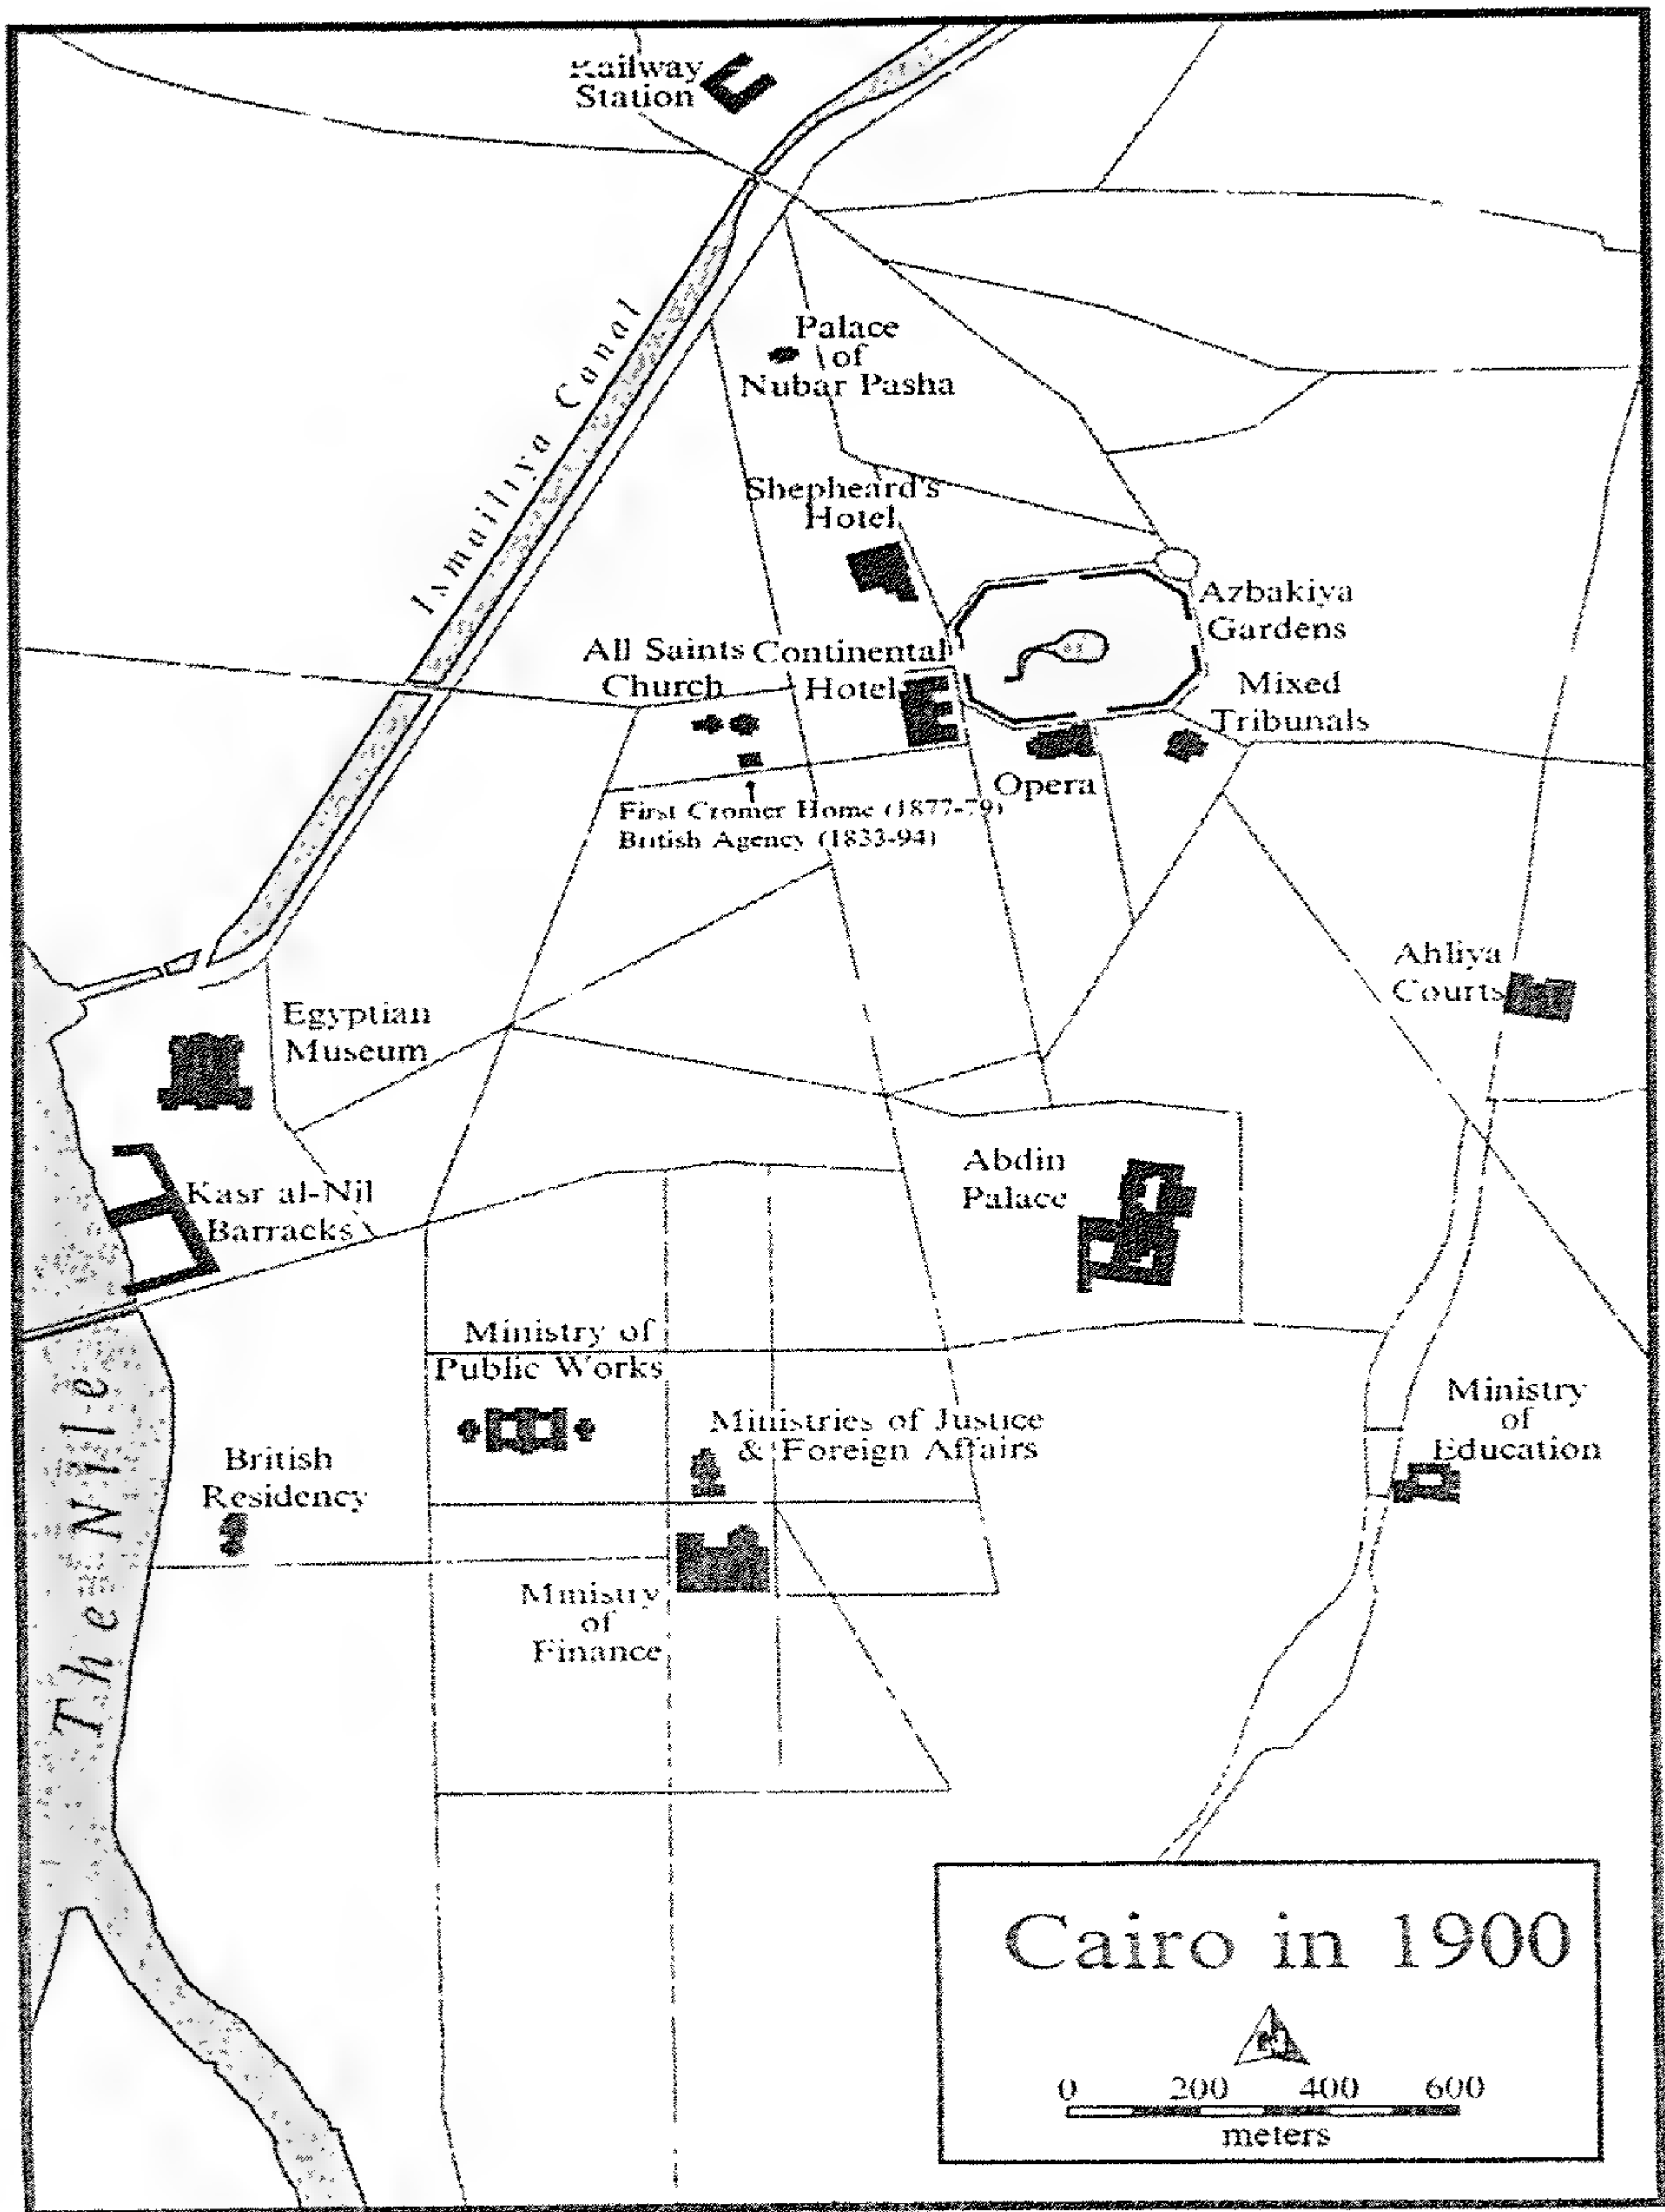 Railway
Station
Ismailiya Canal
Palace
of
Nubar Pasha
Shepheard's
Hotel
Azbakiya
Gardens
All Saints
Church
Continental
Hotel
Mixed
Tribunals
Opera
First Cromer Home (1877-79)
British Agency (1833-94)
Ahliya
Courts
Egyptian
Museum
Kasr al-Nil
Barracks
Abdin
Palace
The Nile
Ministry of
Public Works
Ministries of Justice
& Foreign Affairs
Ministry
of
Education
British
Residency
Ministry
of
Finance
Cairo in 1900
0 200 400 600
meters